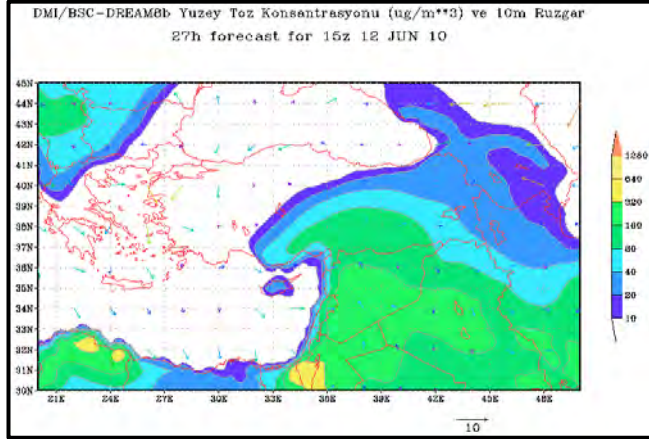 DMI/BSC-DREAM8b Yuzey Toz Konsantrasyonu (ug/m**3) ve 10m Ruzgar
27h forecast for 15z 12 JUN 10
45N
44N
43N
42N
41N
40N
39N
38N
37N
36N
35N
34N
33N
32N
31N
30N
21E 24E 27E 30E 33E 36E 39E 42E 45E 48E
1280
640
320
160
80
40
20
10
10